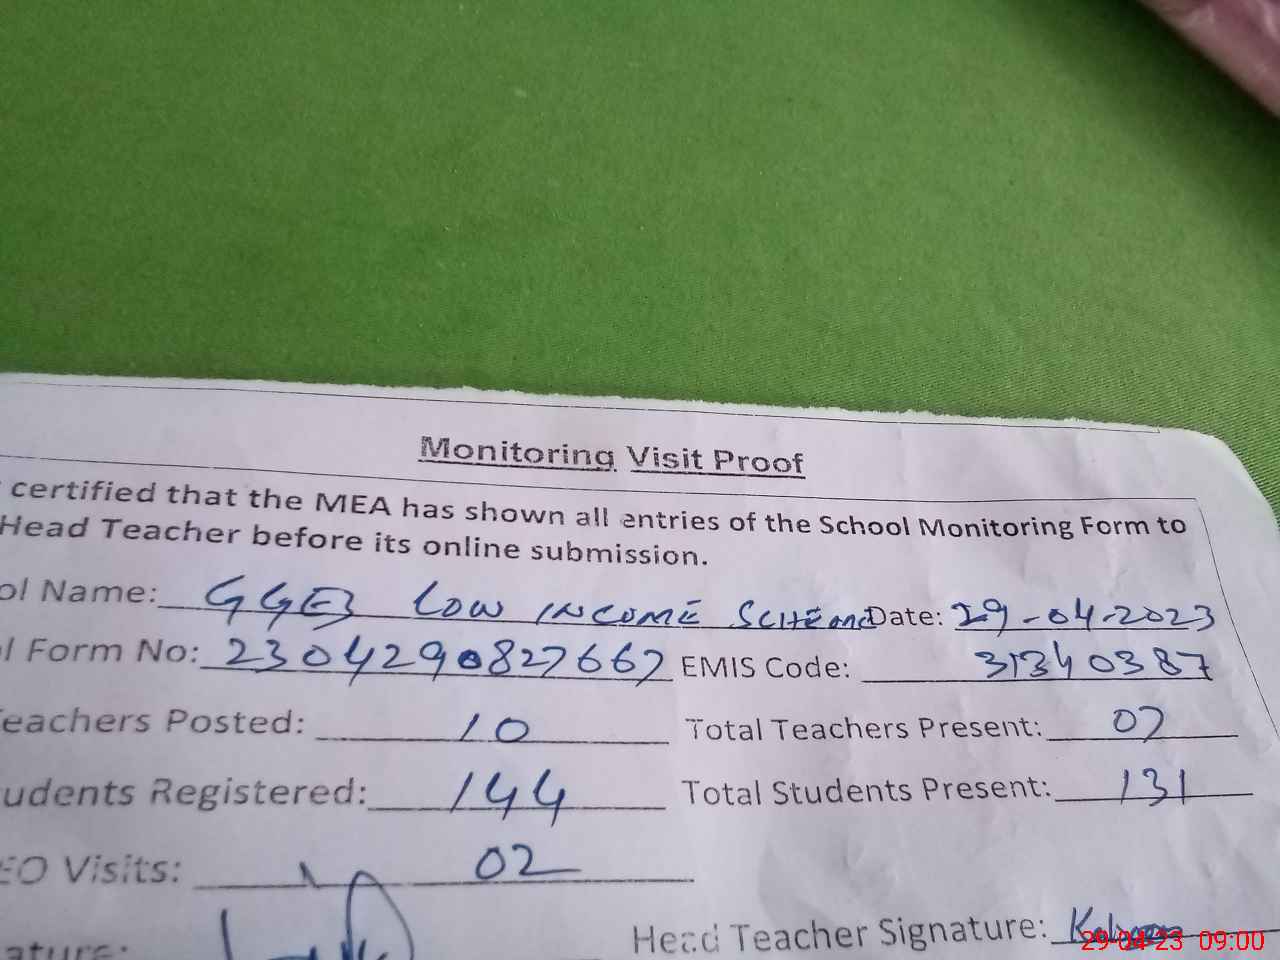 Monitoring Visit Proof
certified that the MEA has shown all entries of the School Monitoring Form to
Head Teacher before its online submission.
ol Name: GGES LOW INCOME SCHEME Date: 29-04-2023
l Form No: 2304290827667 EMIS Code: 31340387
eachers Posted: 10 Total Teachers Present: 07
udents Registered: 144 Total Students Present: 131
EO Visits: 02
ature: Head Teacher Signature:
29-04-23 09:00